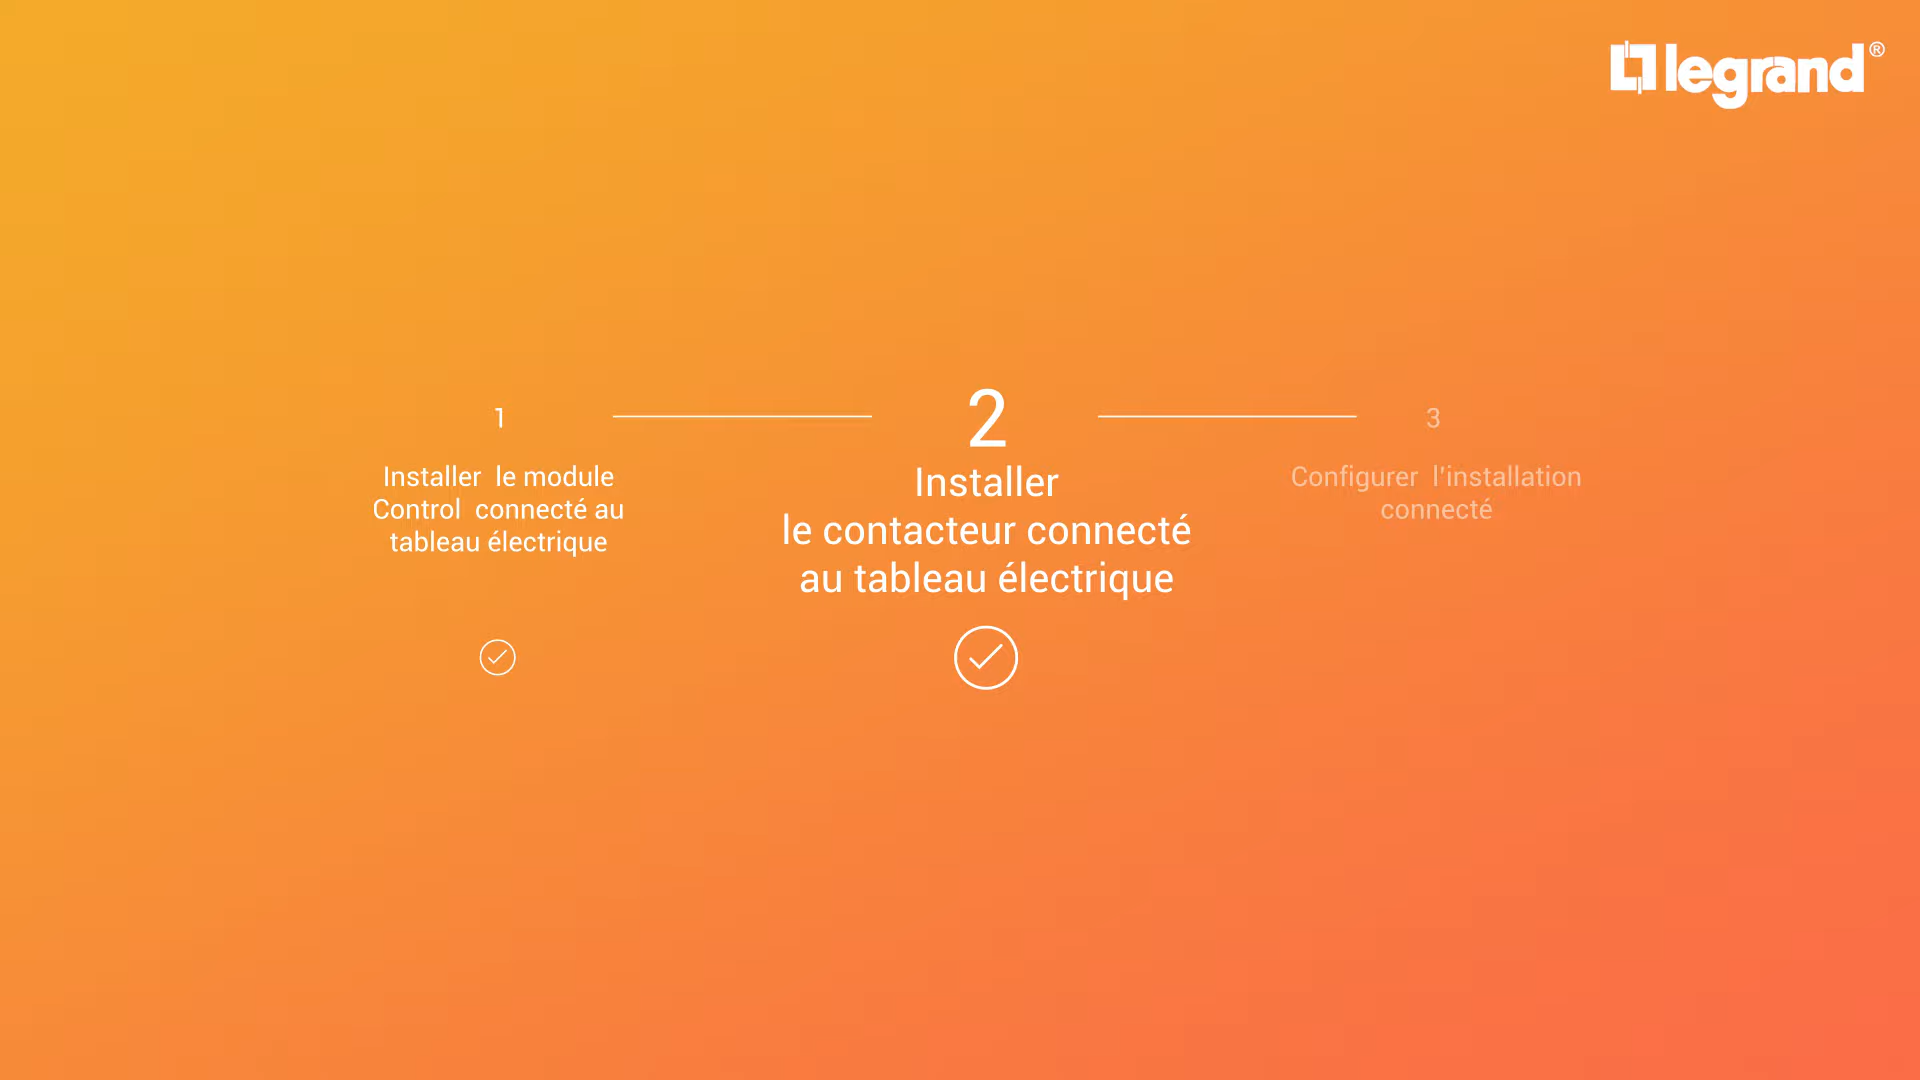 legrand®
1
Installer le module
Control connecté au
tableau électrique
2
Installer
le contacteur connecté
au tableau électrique
3
Configurer l'installation
connecté